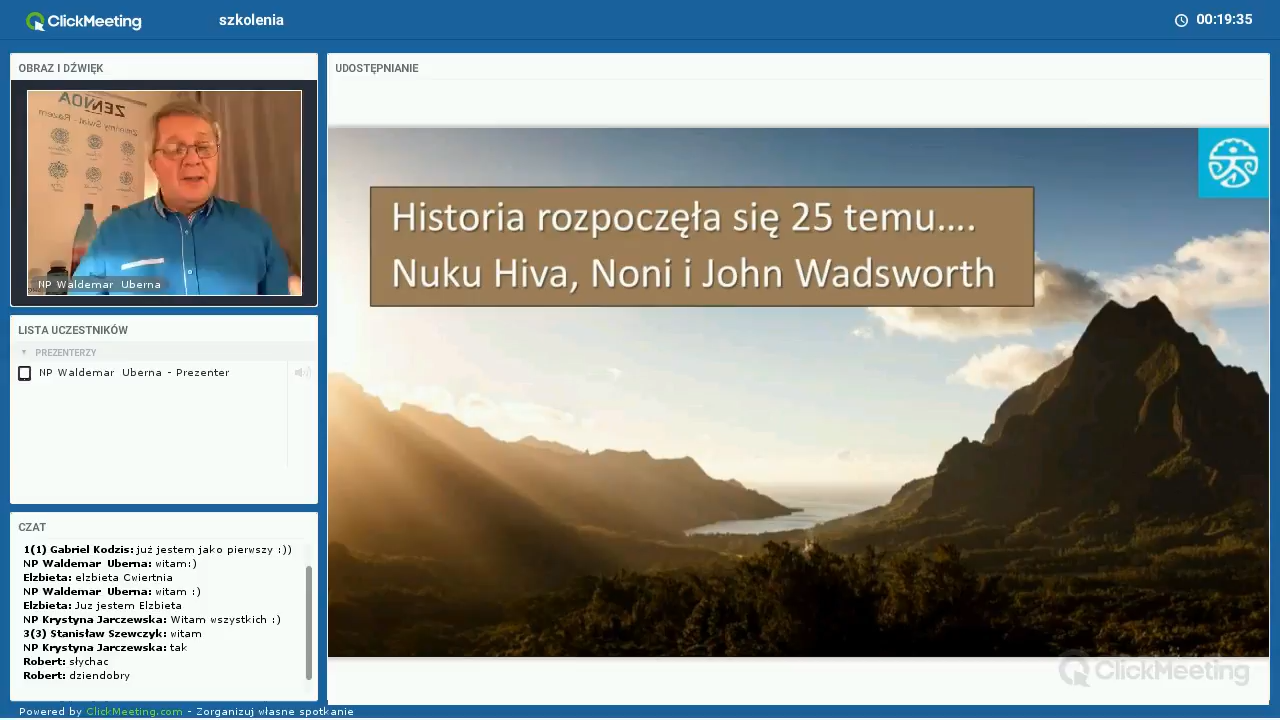 ClickMeeting
szkolenia
00:19:35
OBRAZ I DŹWIĘK
ZENNOA
Zmieńmy Świat - Razem
NP Waldemar Uberna
LISTA UCZESTNIKÓW
PREZENTERZY
NP Waldemar Uberna - Prezenter
CZAT
1(1) Gabriel Kodzis: już jestem jako pierwszy :))
NP Waldemar Uberna: witam:)
Elzbieta: elzbieta Cwiertnia
NP Waldemar Uberna: witam :)
Elzbieta: Juz jestem Elzbieta
NP Krystyna Jarczewska: Witam wszystkich :)
3(3) Stanisław Szewczyk: witam
NP Krystyna Jarczewska: tak
Robert: słychac
Robert: dziendobry
UDOSTĘPNIANIE
Historia rozpoczęła się 25 temu....
Nuku Hiva, Noni i John Wadsworth
ClickMeeting
Powered by ClickMeeting.com - Zorganizuj własne spotkanie